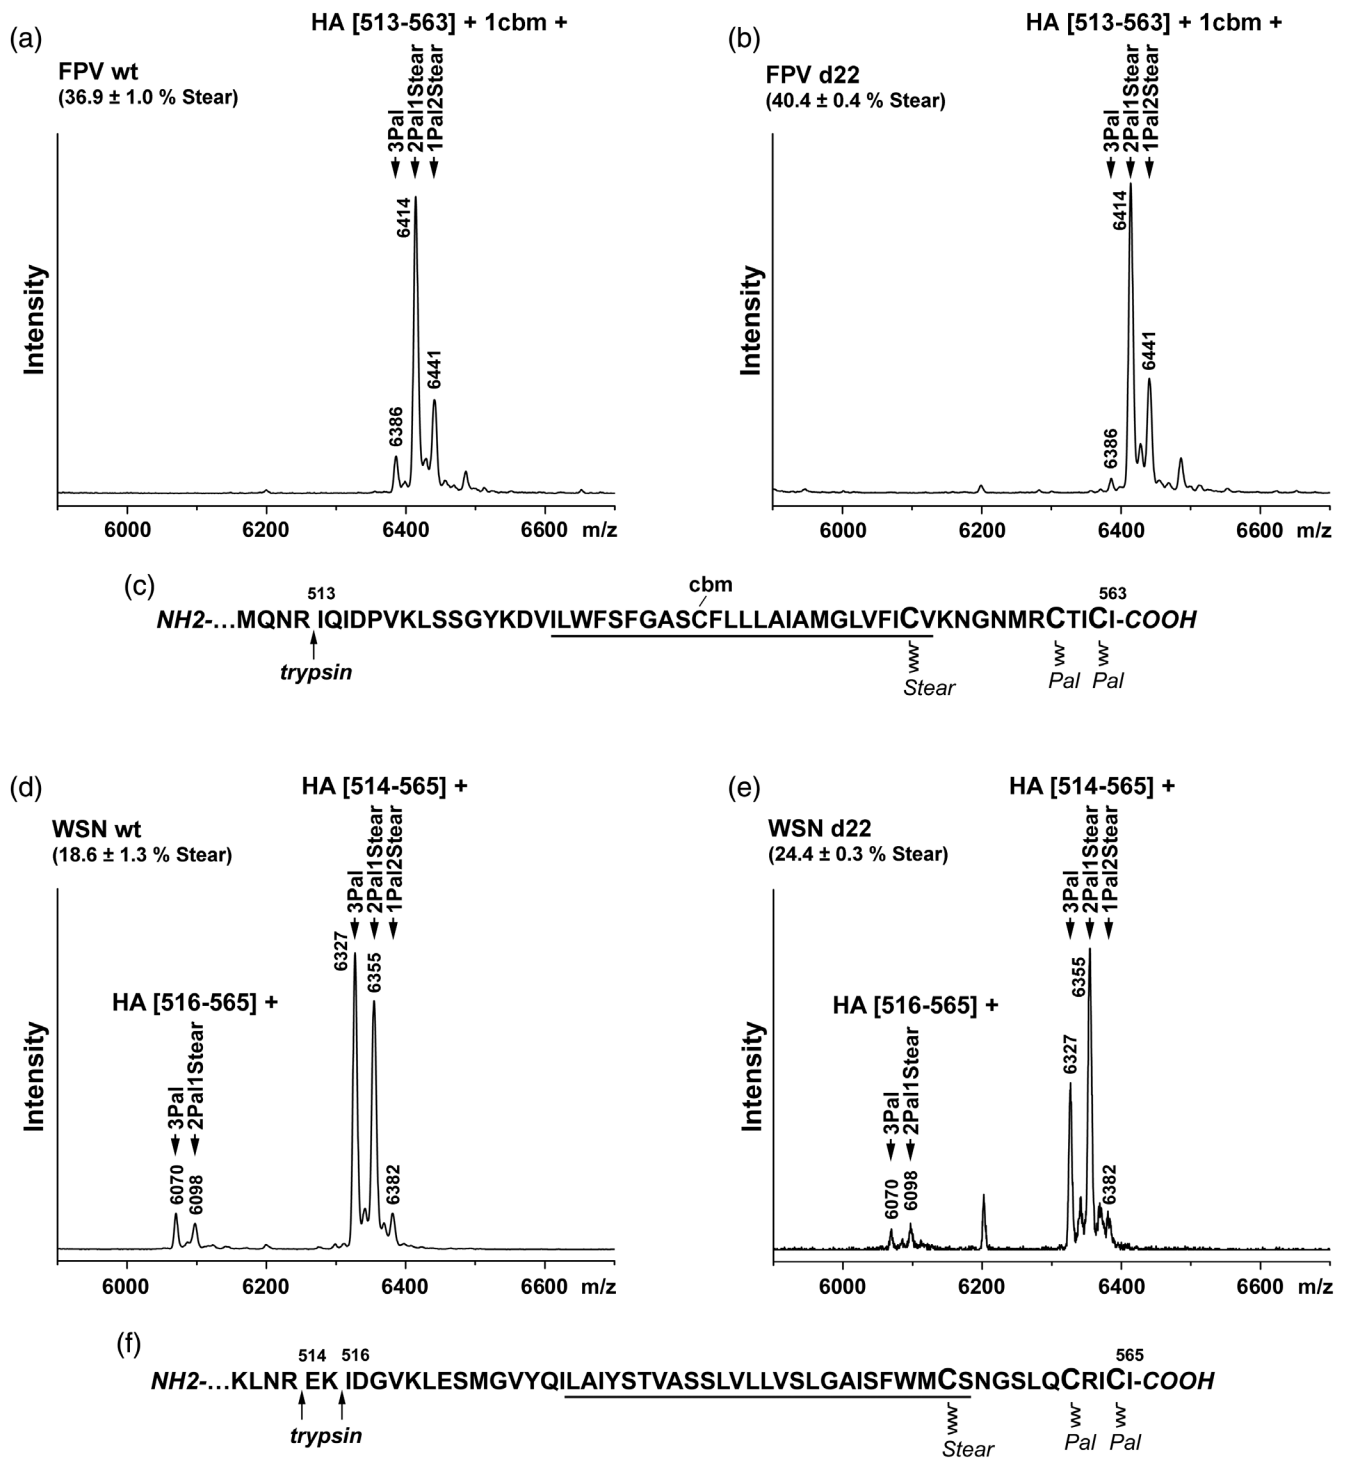 (a)
HA [513-563] + 1cbm +
FPV wt
(36.9 ± 1.0 % Stear)
3Pal
2Pal1Stear
1Pal2Stear
6386
6414
6441
Intensity
6000 6200 6400 6600 m/z
(b)
HA [513-563] + 1cbm +
FPV d22
(40.4 ± 0.4 % Stear)
3Pal
2Pal1Stear
1Pal2Stear
6386
6414
6441
Intensity
6000 6200 6400 6600 m/z
(c)
cbm
513 563
NH2-...MQNR IQIDPVKLSSGYKDVILWFSFGASCFLLLAIAMGLVFICVKNGNMRCTICI-COOH
trypsin
Stear Pal Pal
(d)
HA [514-565] +
WSN wt
(18.6 ± 1.3 % Stear)
3Pal
2Pal1Stear
1Pal2Stear
6327
6355
6382
HA [516-565] +
3Pal
2Pal1Stear
6070
6098
Intensity
6000 6200 6400 6600 m/z
(e)
HA [514-565] +
WSN d22
(24.4 ± 0.3 % Stear)
3Pal
2Pal1Stear
1Pal2Stear
6327
6355
6382
HA [516-565] +
3Pal
2Pal1Stear
6070
6098
Intensity
6000 6200 6400 6600 m/z
(f)
514 516 565
NH2-...KLNR EK IDGVKLESMGVYQILAIYSTVASSLVLLVSLGAISFWMCSNGSLQCRICI-COOH
trypsin
Stear Pal Pal